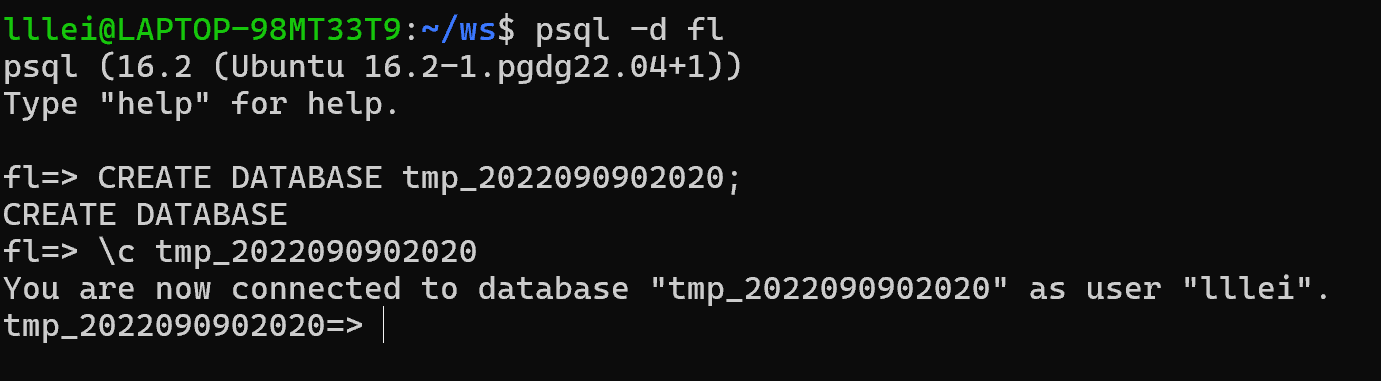 lllei@LAPTOP-98MT33T9:~/ws$ psql -d fl
psql (16.2 (Ubuntu 16.2-1.pgdg22.04+1))
Type "help" for help.
fl=> CREATE DATABASE tmp_2022090902020;
CREATE DATABASE
fl=> \c tmp_2022090902020
You are now connected to database "tmp_2022090902020" as user "lllei".
tmp_2022090902020=>